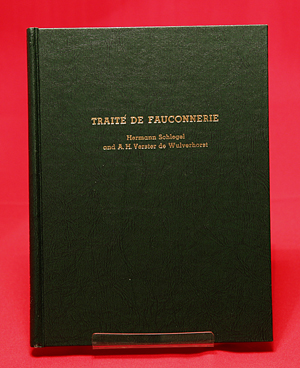 TRAITÉ DE FAUCONNERIE
Hermann Schlegel
and A. H. Verster de Wulverhorst